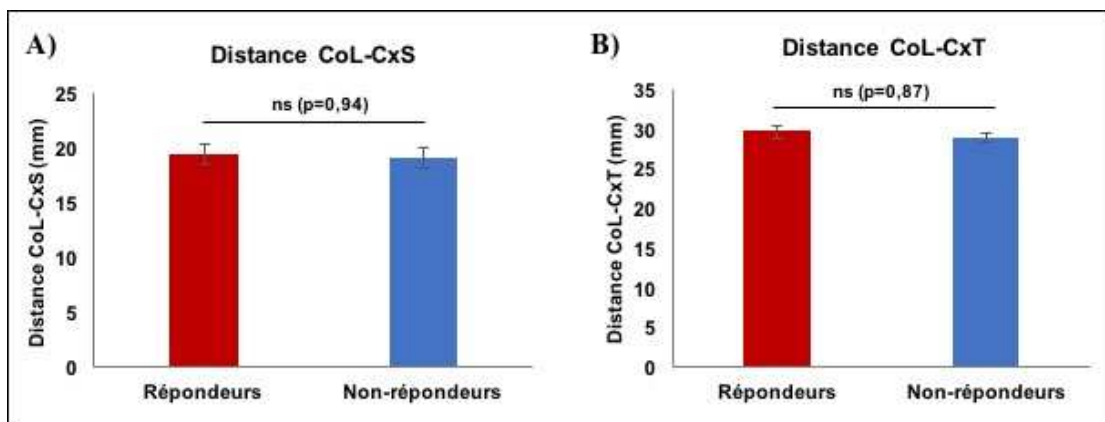 A)
Distance CoL-CxS
Distance CoL-CxS (mm)
25
20
15
10
5
0
ns (p=0,94)
Répondeurs
Non-répondeurs
B)
Distance CoL-CxT
Distance CoL-CxT (mm)
35
30
25
20
15
10
5
0
ns (p=0,87)
Répondeurs
Non-répondeurs